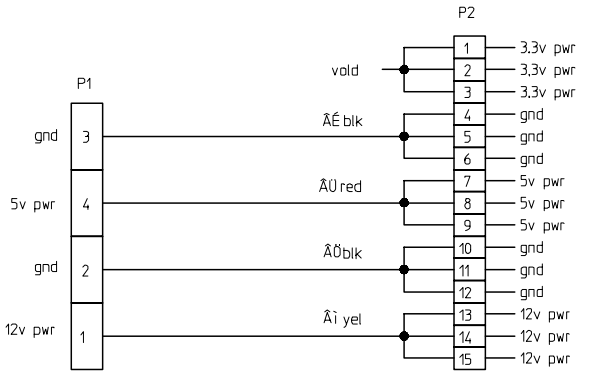 P2
1 3.3v pwr
vold 2 3.3v pwr
3 3.3v pwr
P1
4 gnd
ÂÉ blk
gnd 3 5 gnd
6 gnd
7 5v pwr
ÂÜ red
5v pwr 4 8 5v pwr
9 5v pwr
10 gnd
ÂÖblk
gnd 2 11 gnd
12 gnd
13 12v pwr
Âì yel
12v pwr 1 14 12v pwr
15 12v pwr